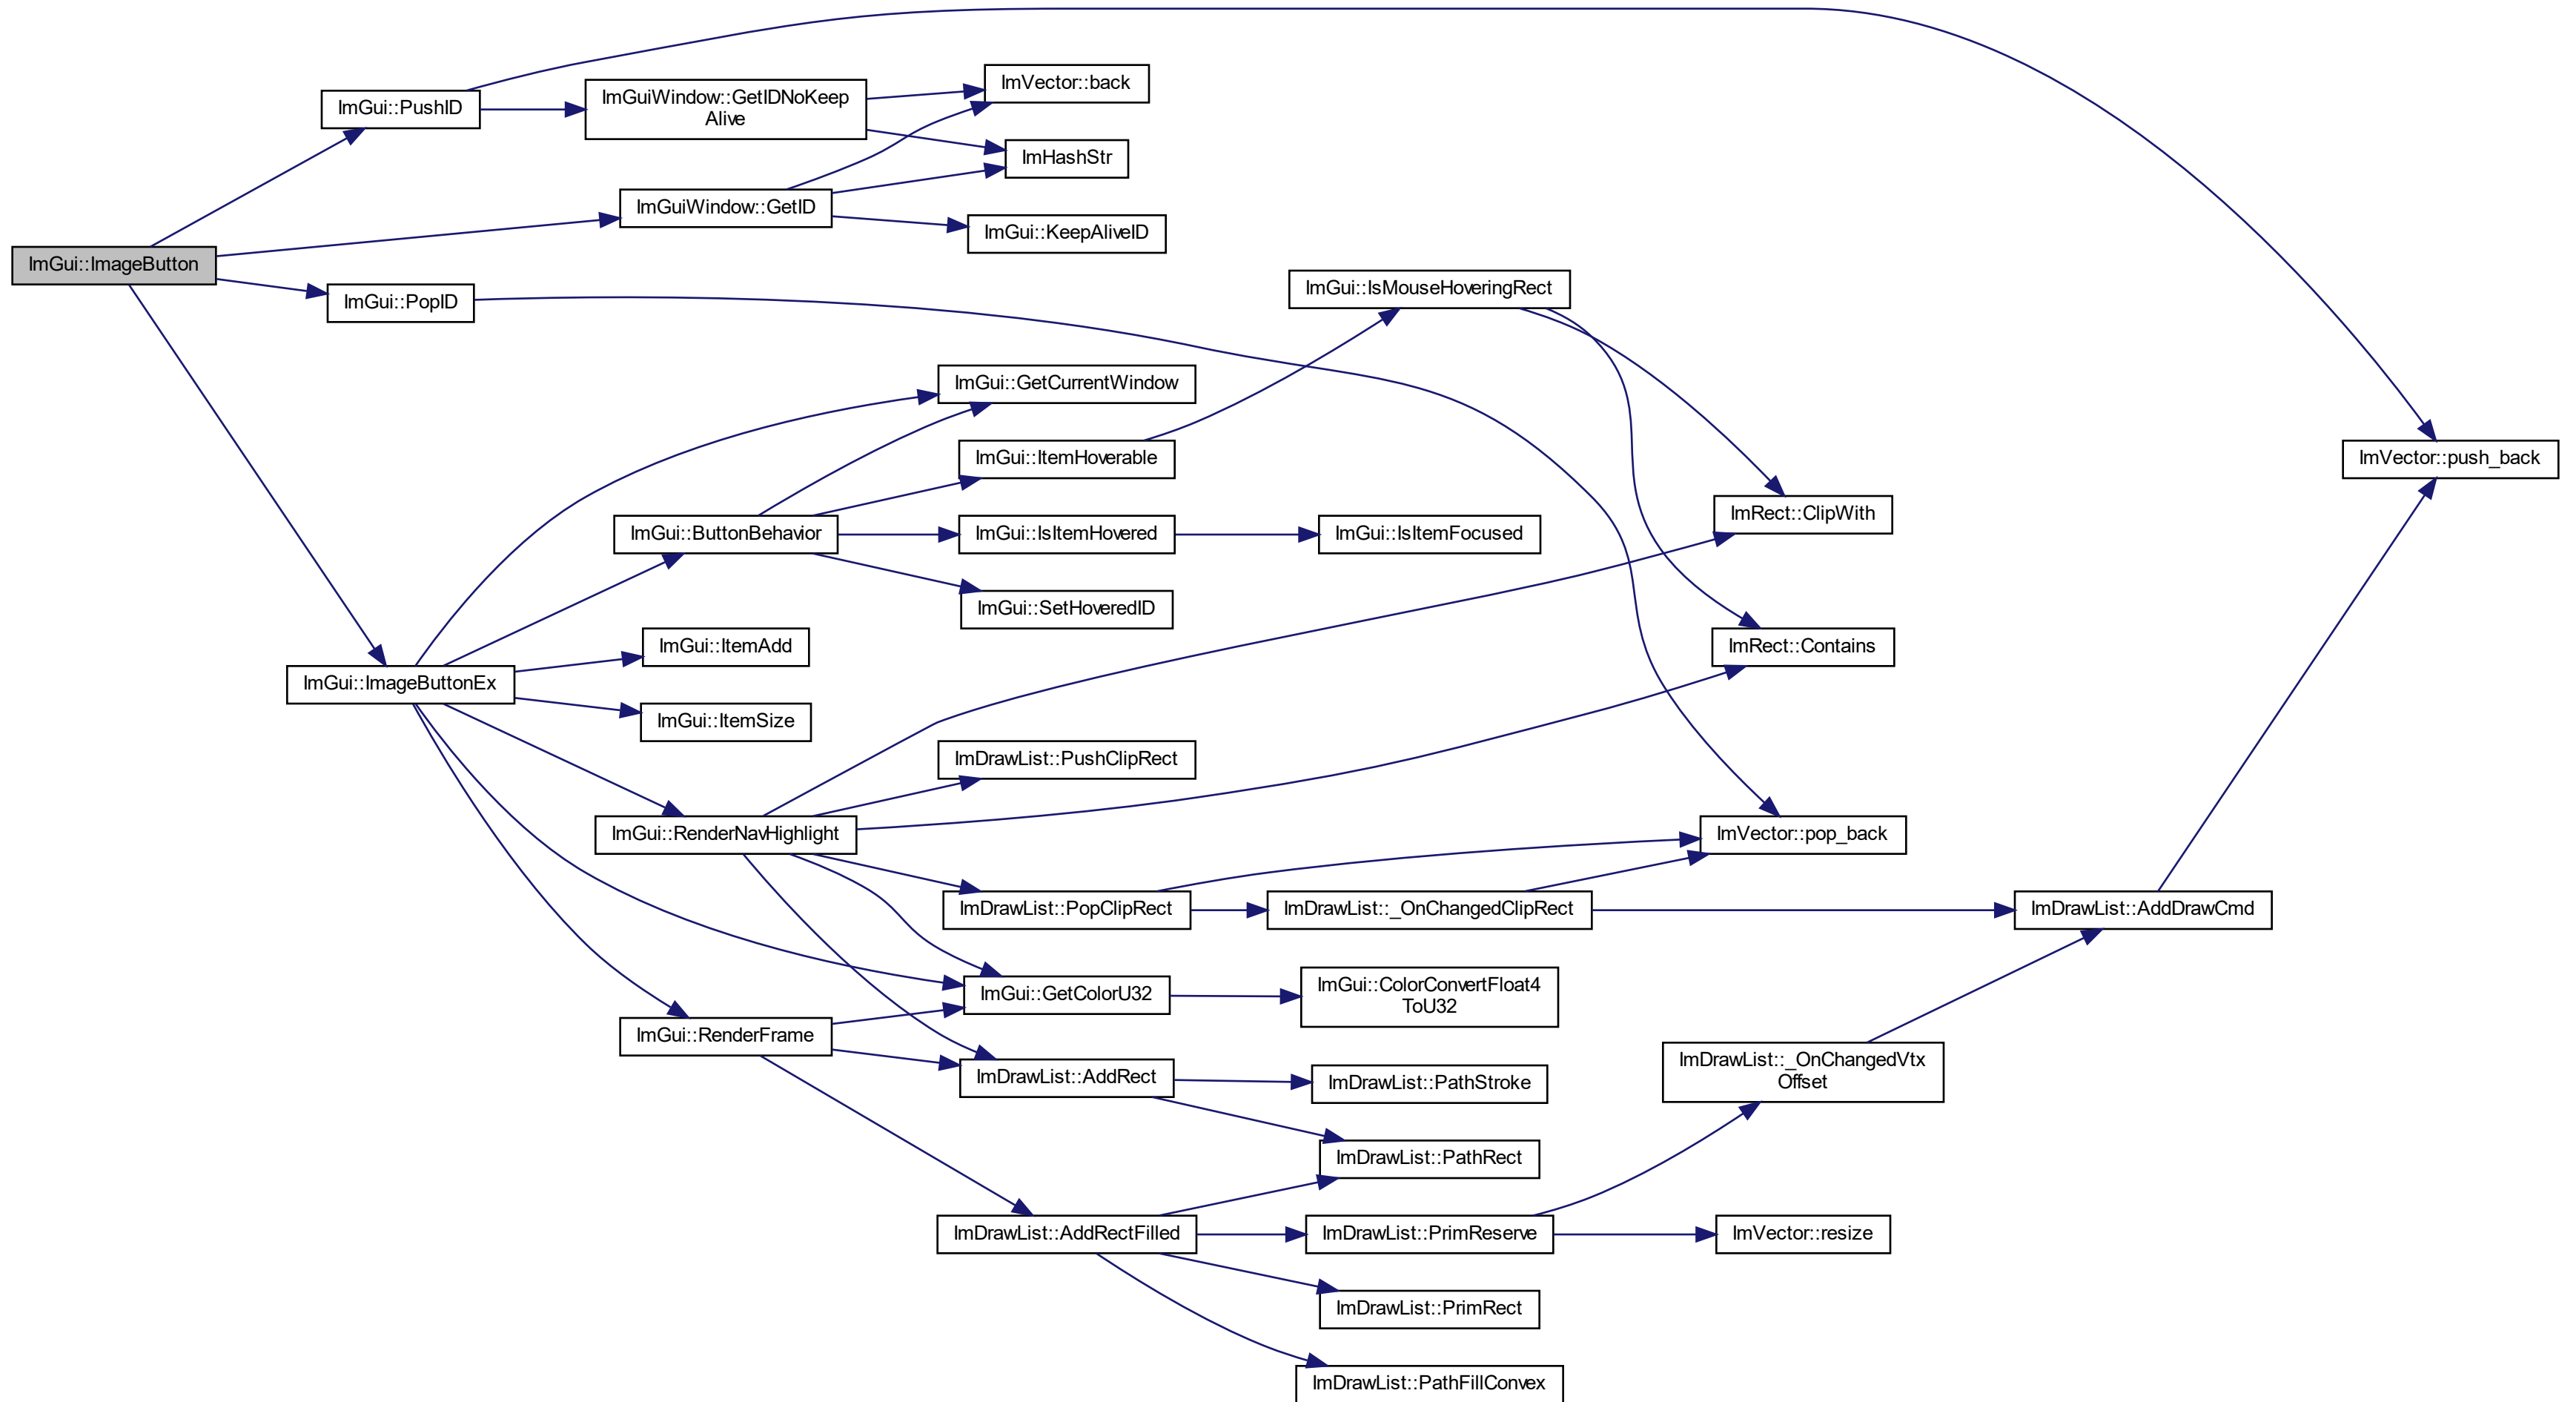 ImGui::ImageButton
ImGui::PushID
ImGuiWindow::GetIDNoKeep
Alive
ImVector::back
ImHashStr
ImGuiWindow::GetID
ImGui::KeepAliveID
ImGui::PopID
ImGui::IsMouseHoveringRect
ImGui::GetCurrentWindow
ImGui::ItemHoverable
ImVector::push_back
ImRect::ClipWith
ImGui::ButtonBehavior
ImGui::IsItemHovered
ImGui::IsItemFocused
ImGui::SetHoveredID
ImGui::ItemAdd
ImRect::Contains
ImGui::ImageButtonEx
ImGui::ItemSize
ImDrawList::PushClipRect
ImGui::RenderNavHighlight
ImVector::pop_back
ImDrawList::PopClipRect
ImDrawList::_OnChangedClipRect
ImDrawList::AddDrawCmd
ImGui::GetColorU32
ImGui::ColorConvertFloat4
ToU32
ImGui::RenderFrame
ImDrawList::_OnChangedVtx
Offset
ImDrawList::AddRect
ImDrawList::PathStroke
ImDrawList::PathRect
ImDrawList::AddRectFilled
ImDrawList::PrimReserve
ImVector::resize
ImDrawList::PrimRect
ImDrawList::PathFillConvex